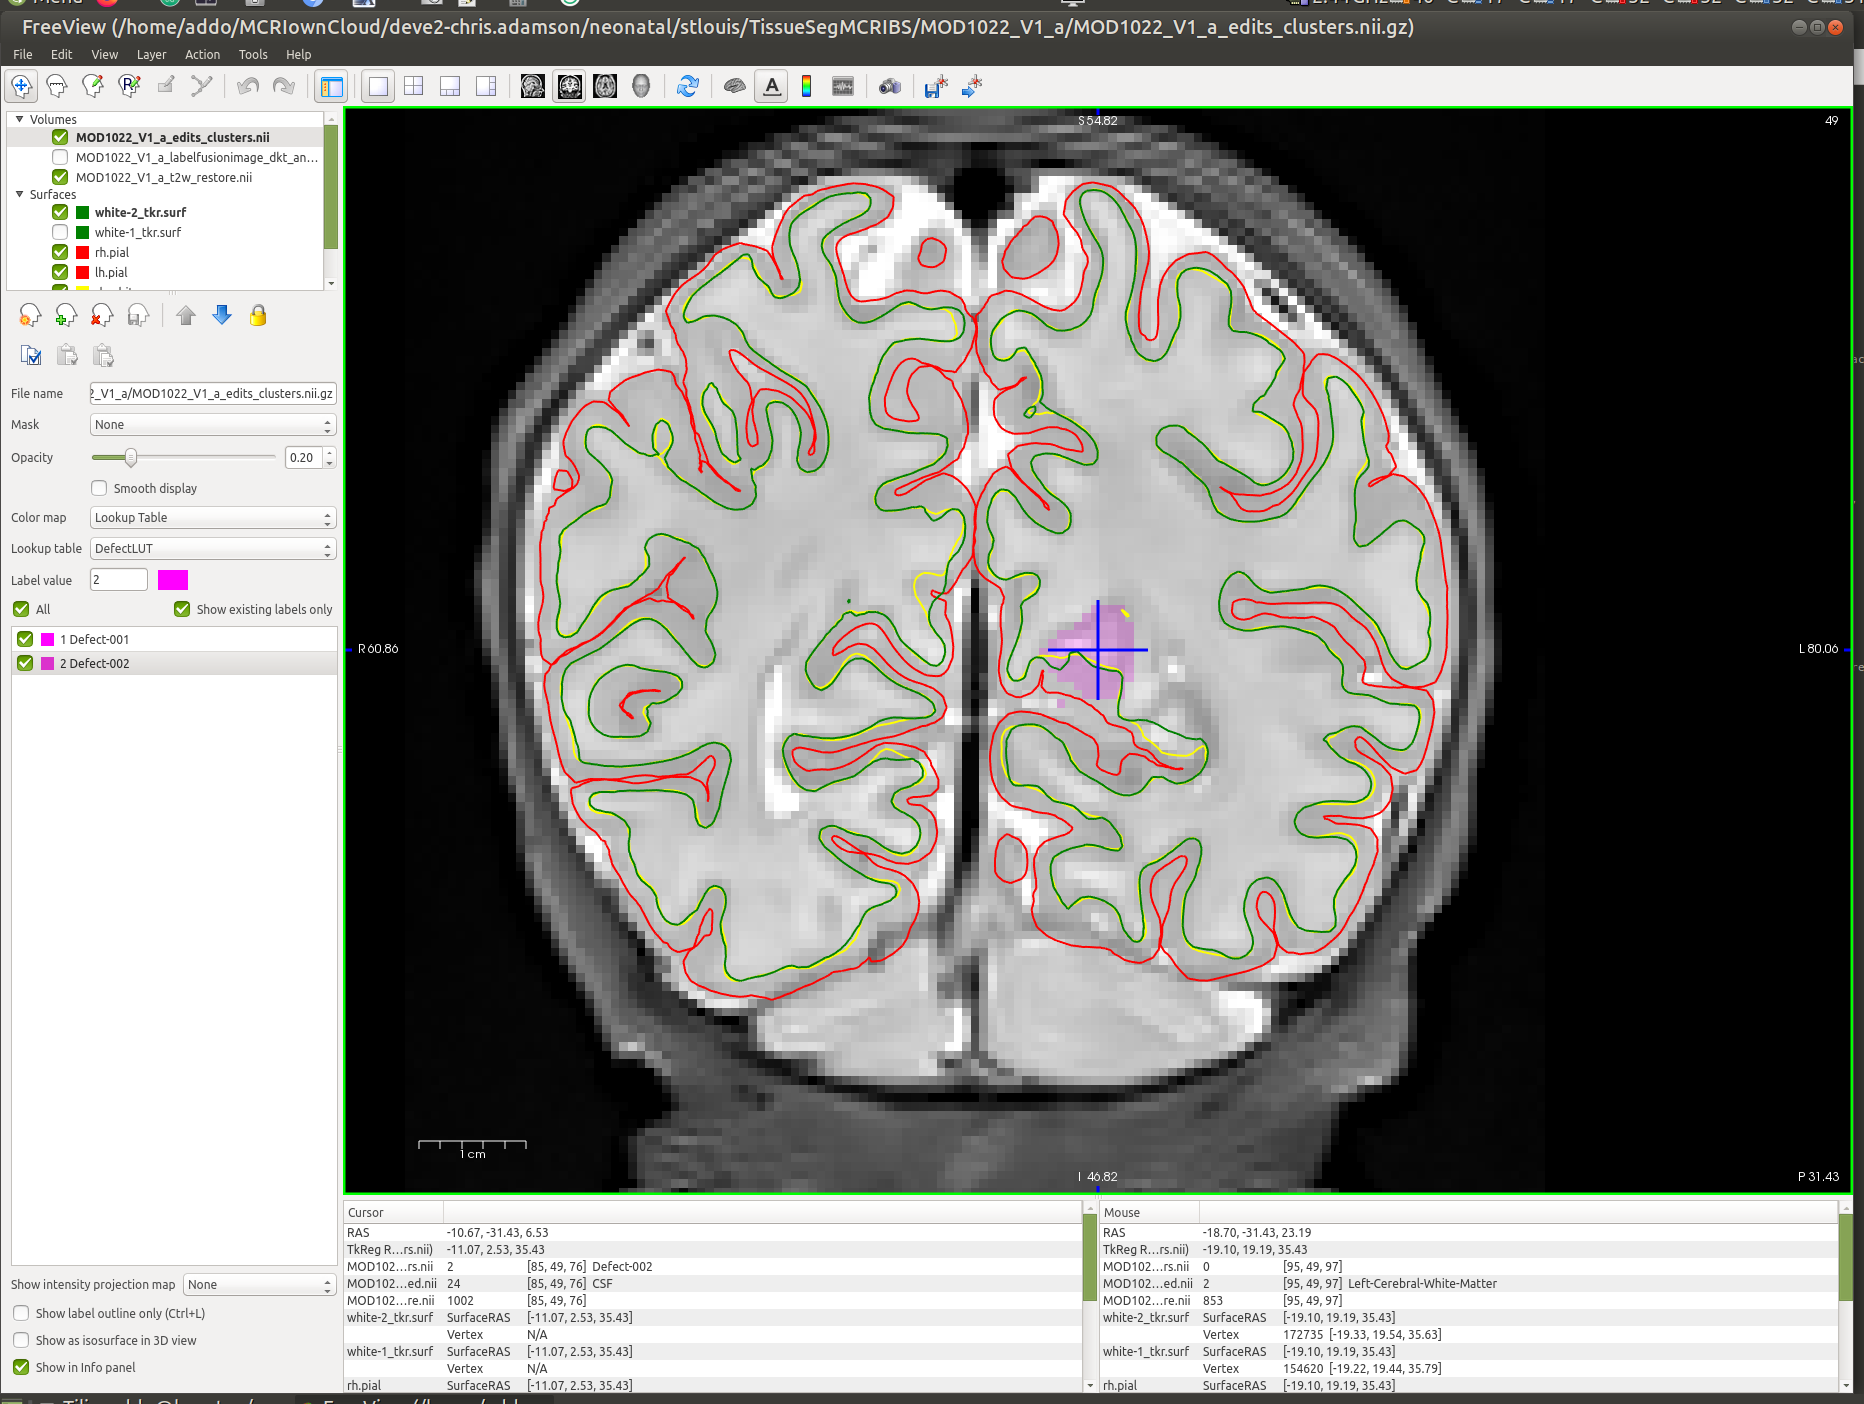 Menu
FreeView (/home/addo/MCRIownCloud/deve2-chris.adamson/neonatal/stlouis/TissueSegMCRIBS/MOD1022_V1_a/MOD1022_V1_a_edits_clusters.nii.gz)
File Edit View Layer Action Tools Help
Volumes
MOD1022_V1_a_edits_clusters.nii
MOD1022_V1_a_labelfusionimage_dkt_an...
MOD1022_V1_a_t2w_restore.nii
Surfaces
white-2_tkr.surf
white-1_tkr.surf
rh.pial
lh.pial
File name 2_V1_a/MOD1022_V1_a_edits_clusters.nii.gz
Mask None
Opacity 0.20
Smooth display
Color map Lookup Table
Lookup table DefectLUT
Label value 2
All Show existing labels only
1 Defect-001
2 Defect-002
Show intensity projection map None
Show label outline only (Ctrl+L)
Show as isosurface in 3D view
Show in Info panel
S 54.82
49
R 60.86
L 80.06
1 cm
I 46.82
P 31.43
Cursor
RAS -10.67, -31.43, 6.53
TkReg R...rs.nii) -11.07, 2.53, 35.43
MOD102...rs.nii 2 [85, 49, 76] Defect-002
MOD102...ed.nii 24 [85, 49, 76] CSF
MOD102...re.nii 1002 [85, 49, 76]
white-2_tkr.surf SurfaceRAS [-11.07, 2.53, 35.43]
Vertex N/A
white-1_tkr.surf SurfaceRAS [-11.07, 2.53, 35.43]
Vertex N/A
rh.pial SurfaceRAS [-11.07, 2.53, 35.43]
Mouse
RAS -18.70, -31.43, 23.19
TkReg R...rs.nii) -19.10, 19.19, 35.43
MOD102...rs.nii 0 [95, 49, 97]
MOD102...ed.nii 2 [95, 49, 97] Left-Cerebral-White-Matter
MOD102...re.nii 853 [95, 49, 97]
white-2_tkr.surf SurfaceRAS [-19.10, 19.19, 35.43]
Vertex 172735 [-19.33, 19.54, 35.63]
white-1_tkr.surf SurfaceRAS [-19.10, 19.19, 35.43]
Vertex 154620 [-19.22, 19.44, 35.79]
rh.pial SurfaceRAS [-19.10, 19.19, 35.43]